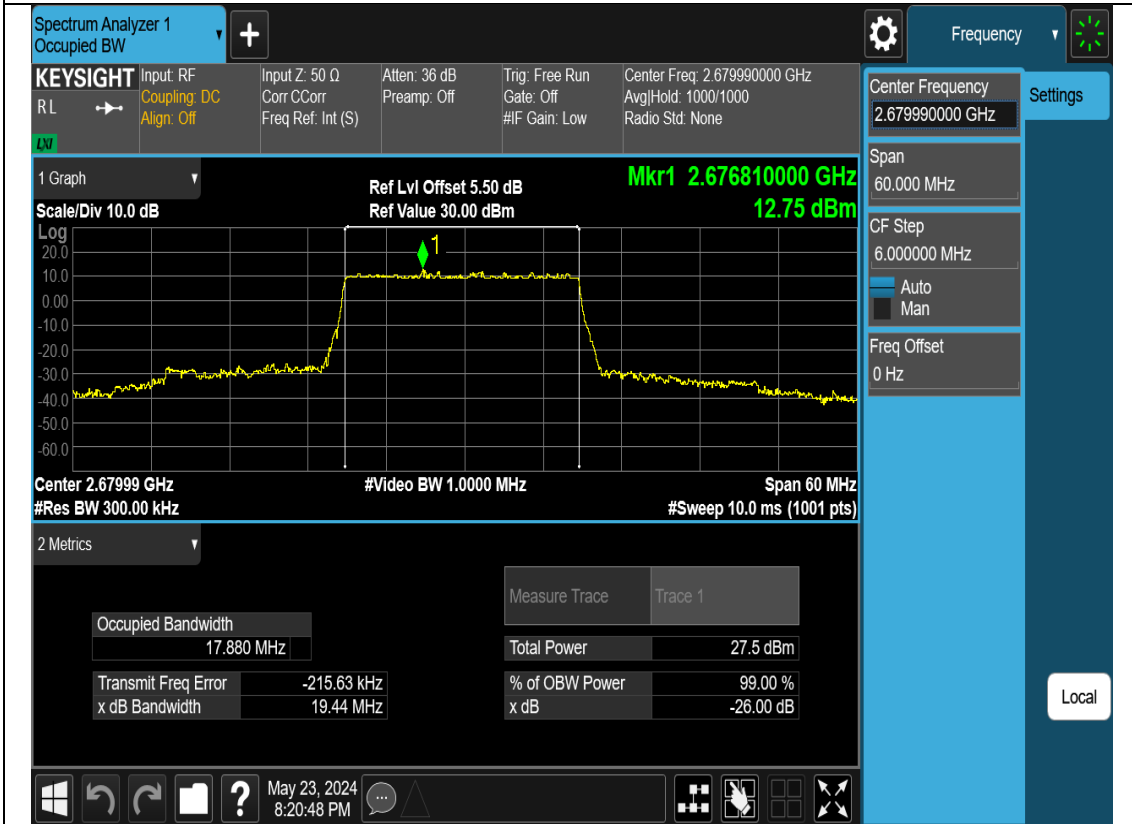 Spectrum Analyzer 1
Occupied BW
Frequency
KEYSIGHT
R L
LXI
Input: RF
Coupling: DC
Align: Off
Input Z: 50 Ω
Corr CCorr
Freq Ref: Int (S)
Atten: 36 dB
Preamp: Off
Trig: Free Run
Gate: Off
#IF Gain: Low
Center Freq: 2.679990000 GHz
Avg|Hold: 1000/1000
Radio Std: None
Center Frequency
2.679990000 GHz
Settings
Span
60.000 MHz
CF Step
6.000000 MHz
Auto
Man
Freq Offset
0 Hz
Local
1 Graph
Scale/Div 10.0 dB
Ref Lvl Offset 5.50 dB
Ref Value 30.00 dBm
Mkr1 2.676810000 GHz
12.75 dBm
Log
1
20.0
10.0
0.00
-10.0
-20.0
-30.0
-40.0
-50.0
-60.0
Center 2.67999 GHz
#Video BW 1.0000 MHz
Span 60 MHz
#Res BW 300.00 kHz
#Sweep 10.0 ms (1001 pts)
2 Metrics
Measure Trace
Trace 1
Occupied Bandwidth
17.880 MHz
Total Power
27.5 dBm
Transmit Freq Error
-215.63 kHz
% of OBW Power
99.00 %
x dB Bandwidth
19.44 MHz
x dB
-26.00 dB
?
May 23, 2024
8:20:48 PM